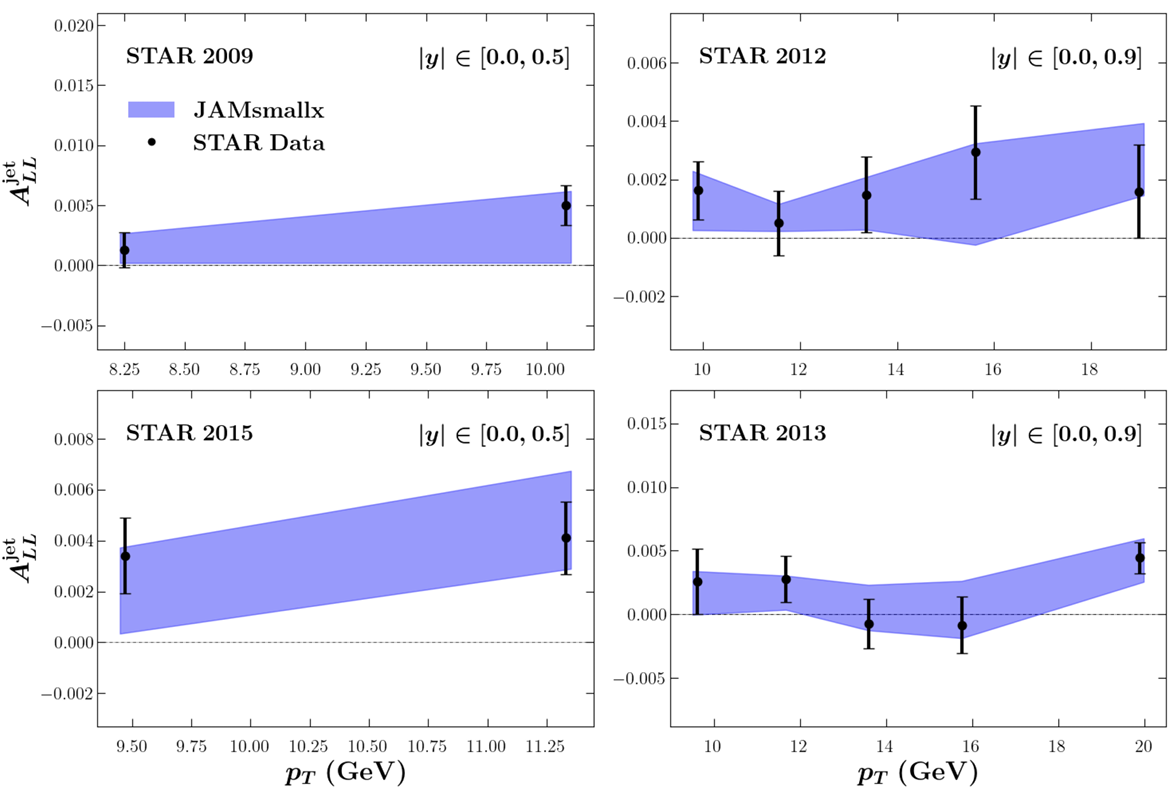 STAR 2009
|y| ∈ [0.0, 0.5]
JAMsmallx
STAR Data
A_{LL}^{jet}
0.020
0.015
0.010
0.005
0.000
−0.005
8.25 8.50 8.75 9.00 9.25 9.50 9.75 10.00
STAR 2012
|y| ∈ [0.0, 0.9]
0.006
0.004
0.002
0.000
−0.002
10 12 14 16 18
STAR 2015
|y| ∈ [0.0, 0.5]
A_{LL}^{jet}
0.008
0.006
0.004
0.002
0.000
−0.002
9.50 9.75 10.00 10.25 10.50 10.75 11.00 11.25
p_T (GeV)
STAR 2013
|y| ∈ [0.0, 0.9]
0.015
0.010
0.005
0.000
−0.005
10 12 14 16 18 20
p_T (GeV)